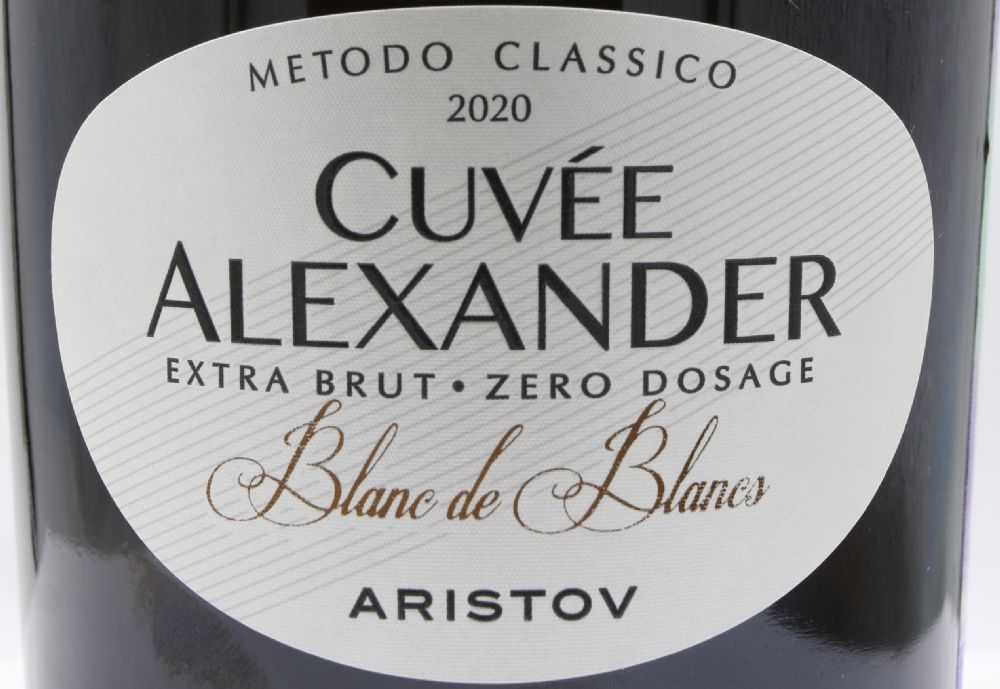 METODO CLASSICO
2020
CUVÉE
ALEXANDER
EXTRA BRUT • ZERO DOSAGE
Blanc de Blancs
ARISTOV